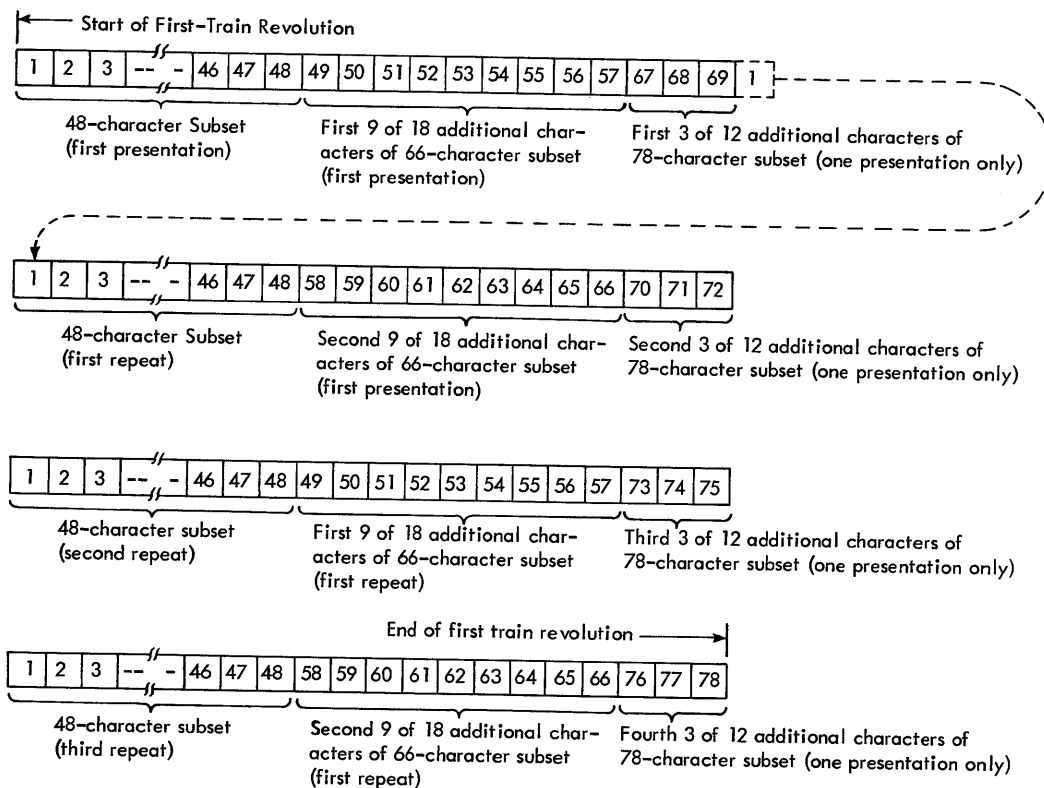 Start of First-Train Revolution
1 2 3 -- - 46 47 48 49 50 51 52 53 54 55 56 57 67 68 69 1
48-character Subset
(first presentation)
First 9 of 18 additional char-
acters of 66-character subset
(first presentation)
First 3 of 12 additional characters of
78-character subset (one presentation only)
1 2 3 -- - 46 47 48 58 59 60 61 62 63 64 65 66 70 71 72
48-character Subset
(first repeat)
Second 9 of 18 additional char-
acters of 66-character subset
(first presentation)
Second 3 of 12 additional characters of
78-character subset (one presentation only)
1 2 3 -- - 46 47 48 49 50 51 52 53 54 55 56 57 73 74 75
48-character subset
(second repeat)
First 9 of 18 additional char-
acters of 66-character subset
(first repeat)
Third 3 of 12 additional characters of
78-character subset (one presentation only)
End of first train revolution
1 2 3 -- - 46 47 48 58 59 60 61 62 63 64 65 66 76 77 78
48-character subset
(third repeat)
Second 9 of 18 additional char-
acters of 66-character subset
(first repeat)
Fourth 3 of 12 additional characters of
78-character subset (one presentation only)